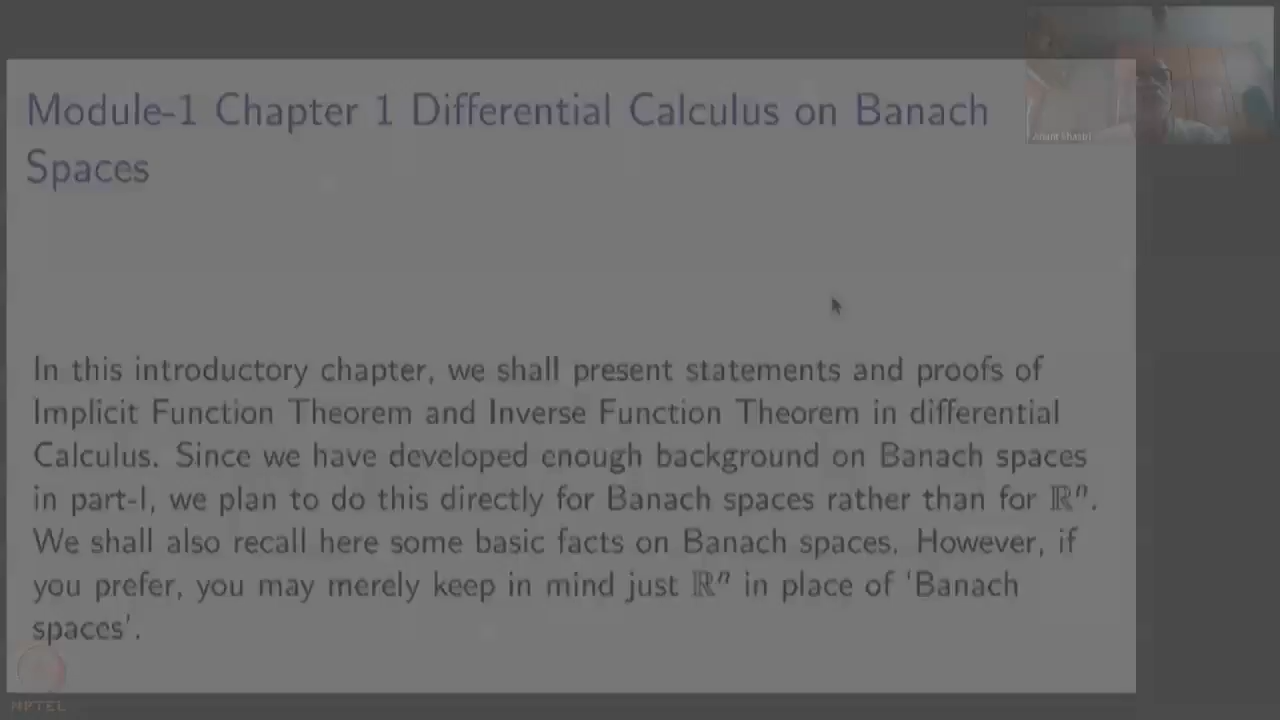 Module-1 Chapter 1 Differential Calculus on Banach
Spaces
Anant Shastri
In this introductory chapter, we shall present statements and proofs of
Implicit Function Theorem and Inverse Function Theorem in differential
Calculus. Since we have developed enough background on Banach spaces
in part-I, we plan to do this directly for Banach spaces rather than for ℝⁿ.
We shall also recall here some basic facts on Banach spaces. However, if
you prefer, you may merely keep in mind just ℝⁿ in place of ‘Banach
spaces’.
NPTEL